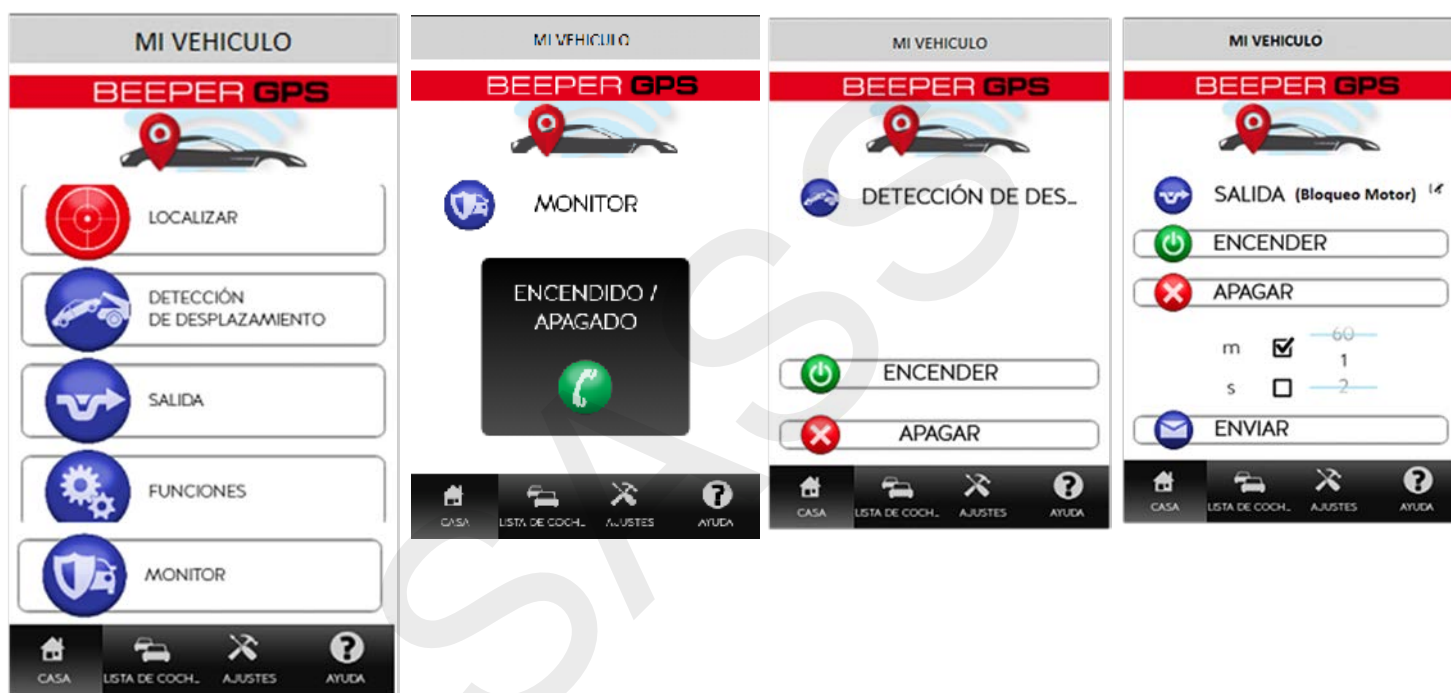 MI VEHICULO
BEEPER GPS
LOCALIZAR
DETECCIÓN
DE DESPLAZAMIENTO
SALIDA
FUNCIONES
MONITOR
CASA
LISTA DE COCH...
AJUSTES
AYUDA
MI VEHICULO
BEEPER GPS
MONITOR
ENCENDIDO /
APAGADO
CASA
LISTA DE COCH...
AJUSTES
AYUDA
MI VEHICULO
BEEPER GPS
DETECCIÓN DE DES...
ENCENDER
APAGAR
CASA
LISTA DE COCH...
AJUSTES
AYUDA
MI VEHICULO
BEEPER GPS
SALIDA (Bloqueo Motor)
ENCENDER
APAGAR
60
m
1
s
2
ENVIAR
CASA
LISTA DE COCH...
AJUSTES
AYUDA
SASS